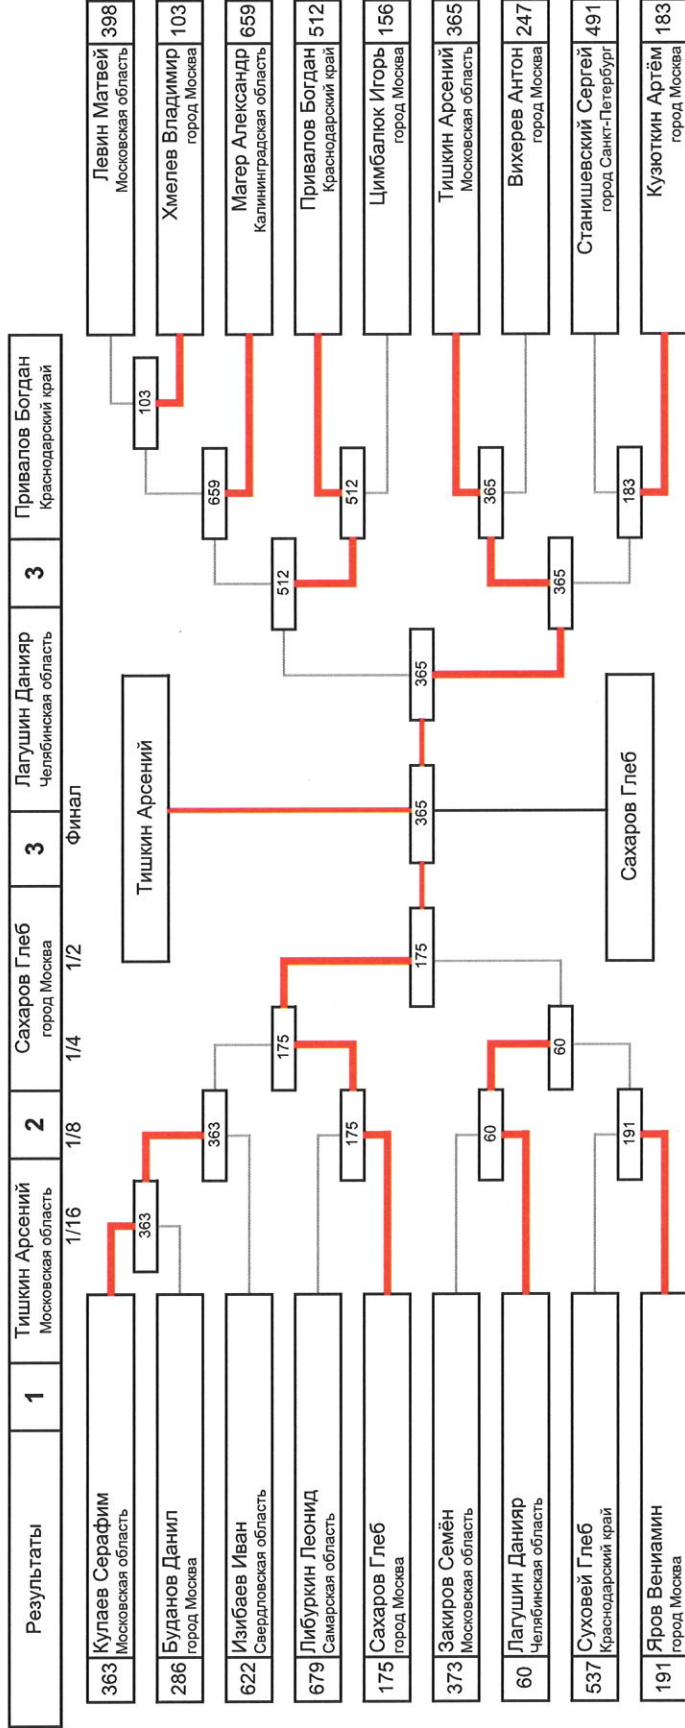 Результаты
1
Тишкин Арсений
Московская область
2
Сахаров Глеб
город Москва
3
Лагушин Данияр
Челябинская область
3
Привалов Богдан
Краснодарский край
1/16
1/8
1/4
1/2
Финал
363
Кулаев Серафим
Московская область
286
Буданов Данил
город Москва
622
Изибаев Иван
Свердловская область
679
Либуркин Леонид
Самарская область
175
Сахаров Глеб
город Москва
373
Закиров Семён
Московская область
60
Лагушин Данияр
Челябинская область
537
Суховей Глеб
Краснодарский край
191
Яров Вениамин
город Москва
363
363
175
60
191
175
60
175
Тишкин Арсений
365
Сахаров Глеб
365
512
365
659
512
365
183
103
Левин Матвей
Московская область
398
Хмелев Владимир
город Москва
103
Магер Александр
Калининградская область
659
Привалов Богдан
Краснодарский край
512
Цимбалюк Игорь
город Москва
156
Тишкин Арсений
Московская область
365
Вихерев Антон
город Москва
247
Станишевский Сергей
город Санкт-Петербург
491
Кузюткин Артём
город Москва
183